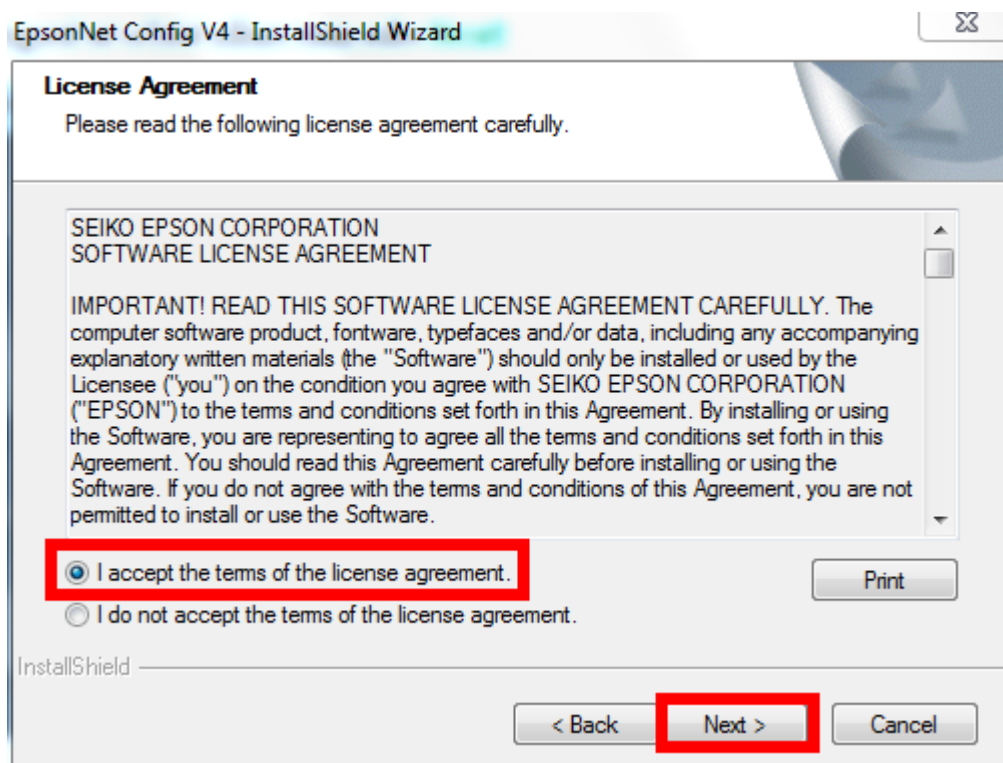 EpsonNet Config V4 - InstallShield Wizard
License Agreement
Please read the following license agreement carefully.
SEIKO EPSON CORPORATION
SOFTWARE LICENSE AGREEMENT
IMPORTANT! READ THIS SOFTWARE LICENSE AGREEMENT CAREFULLY. The
computer software product, fontware, typefaces and/or data, including any accompanying
explanatory written materials (the "Software") should only be installed or used by the
Licensee ("you") on the condition you agree with SEIKO EPSON CORPORATION
("EPSON") to the terms and conditions set forth in this Agreement. By installing or using
the Software, you are representing to agree all the terms and conditions set forth in this
Agreement. You should read this Agreement carefully before installing or using the
Software. If you do not agree with the terms and conditions of this Agreement, you are not
permitted to install or use the Software.
I accept the terms of the license agreement.
Print
I do not accept the terms of the license agreement.
InstallShield
< Back Next > Cancel